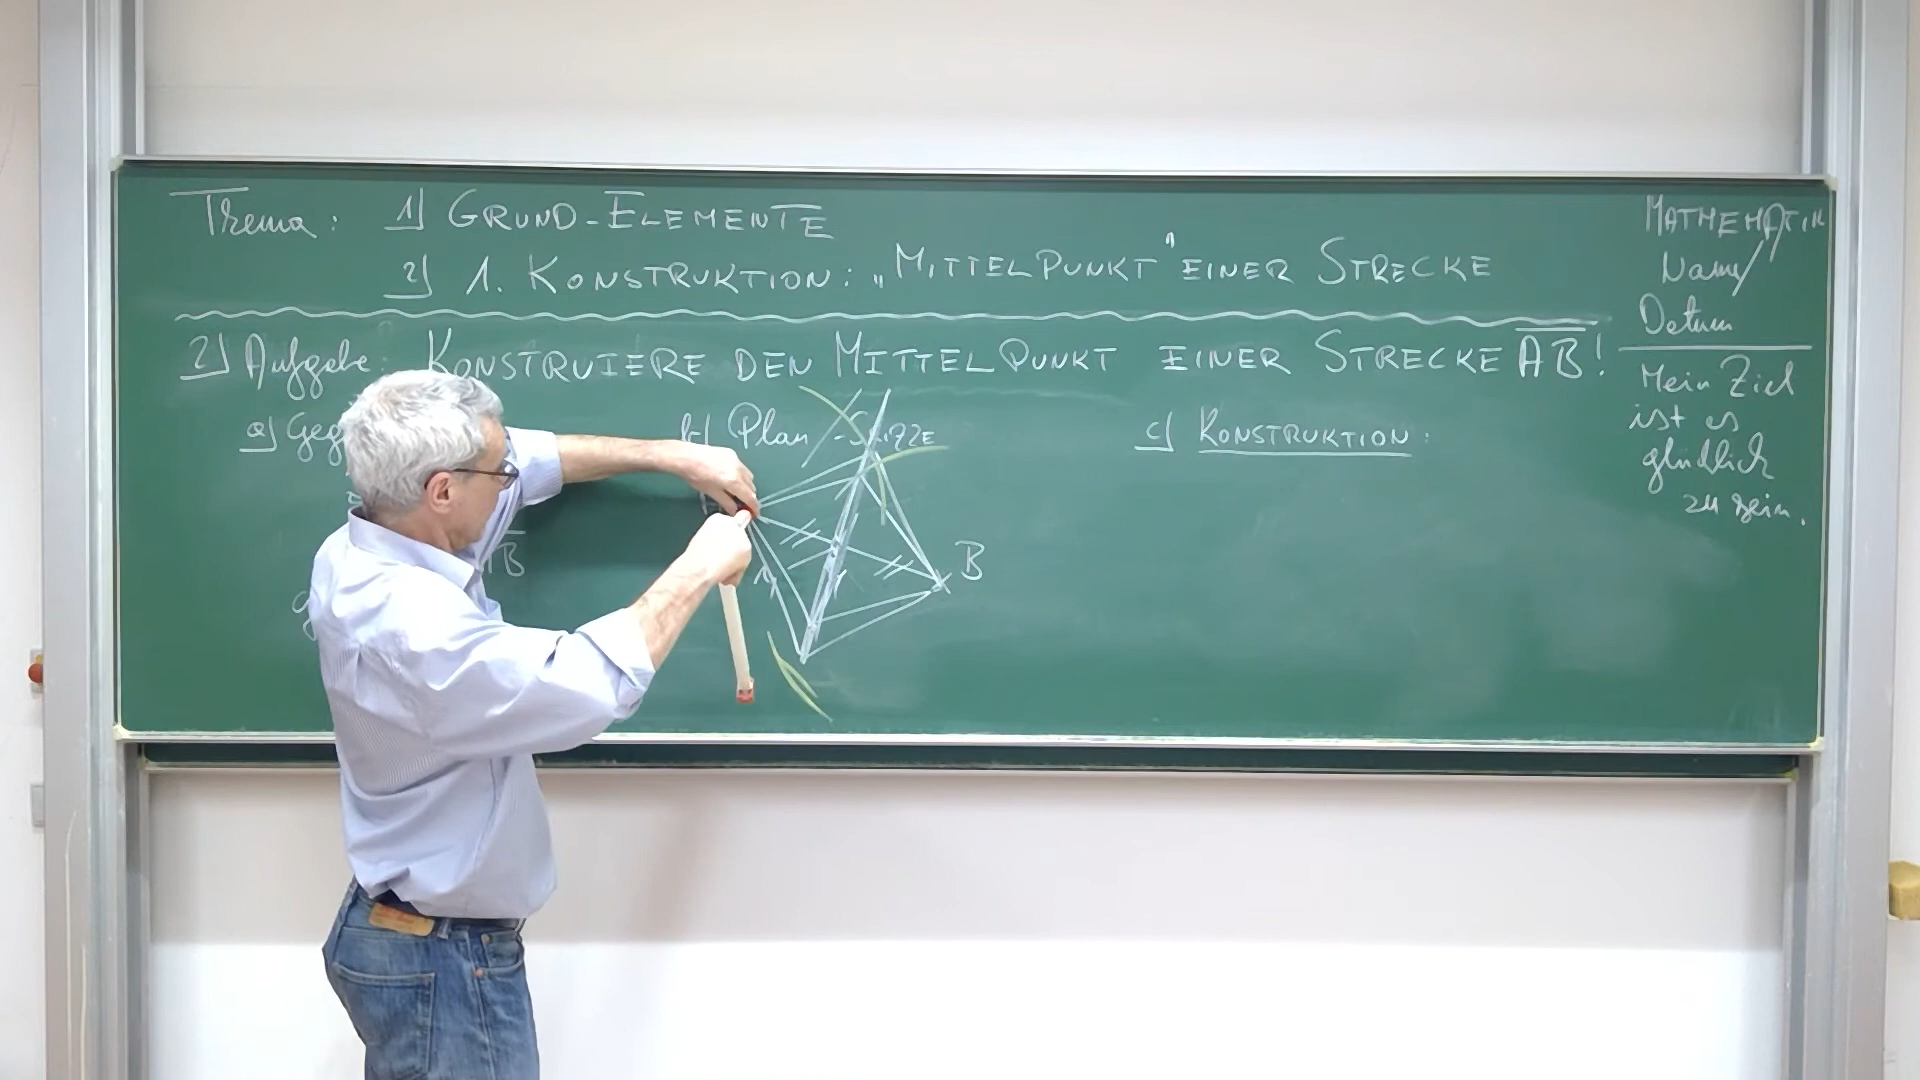 Thema: 1) GRUND-ELEMENTE
2) 1. KONSTRUKTION: „MITTELPUNKT" EINER STRECKE
MATHEMATIK
Name/
Datum
Mein Ziel
ist es
glücklich
zu sein.
2) Aufgabe: KONSTRUIERE DEN MITTELPUNKT EINER STRECKE AB!
a) Geg
b) Plan-Skizze
c) KONSTRUKTION:
B
B